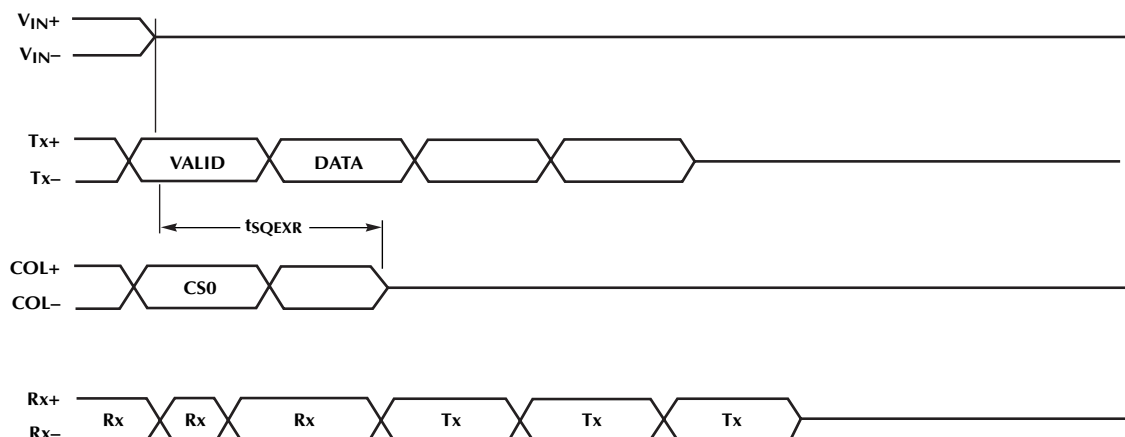 VIN+
VIN–
Tx+
VALID DATA
Tx–
tSQEXR
COL+
CS0
COL–
Rx+
Rx Rx Rx Tx Tx Tx
Rx–